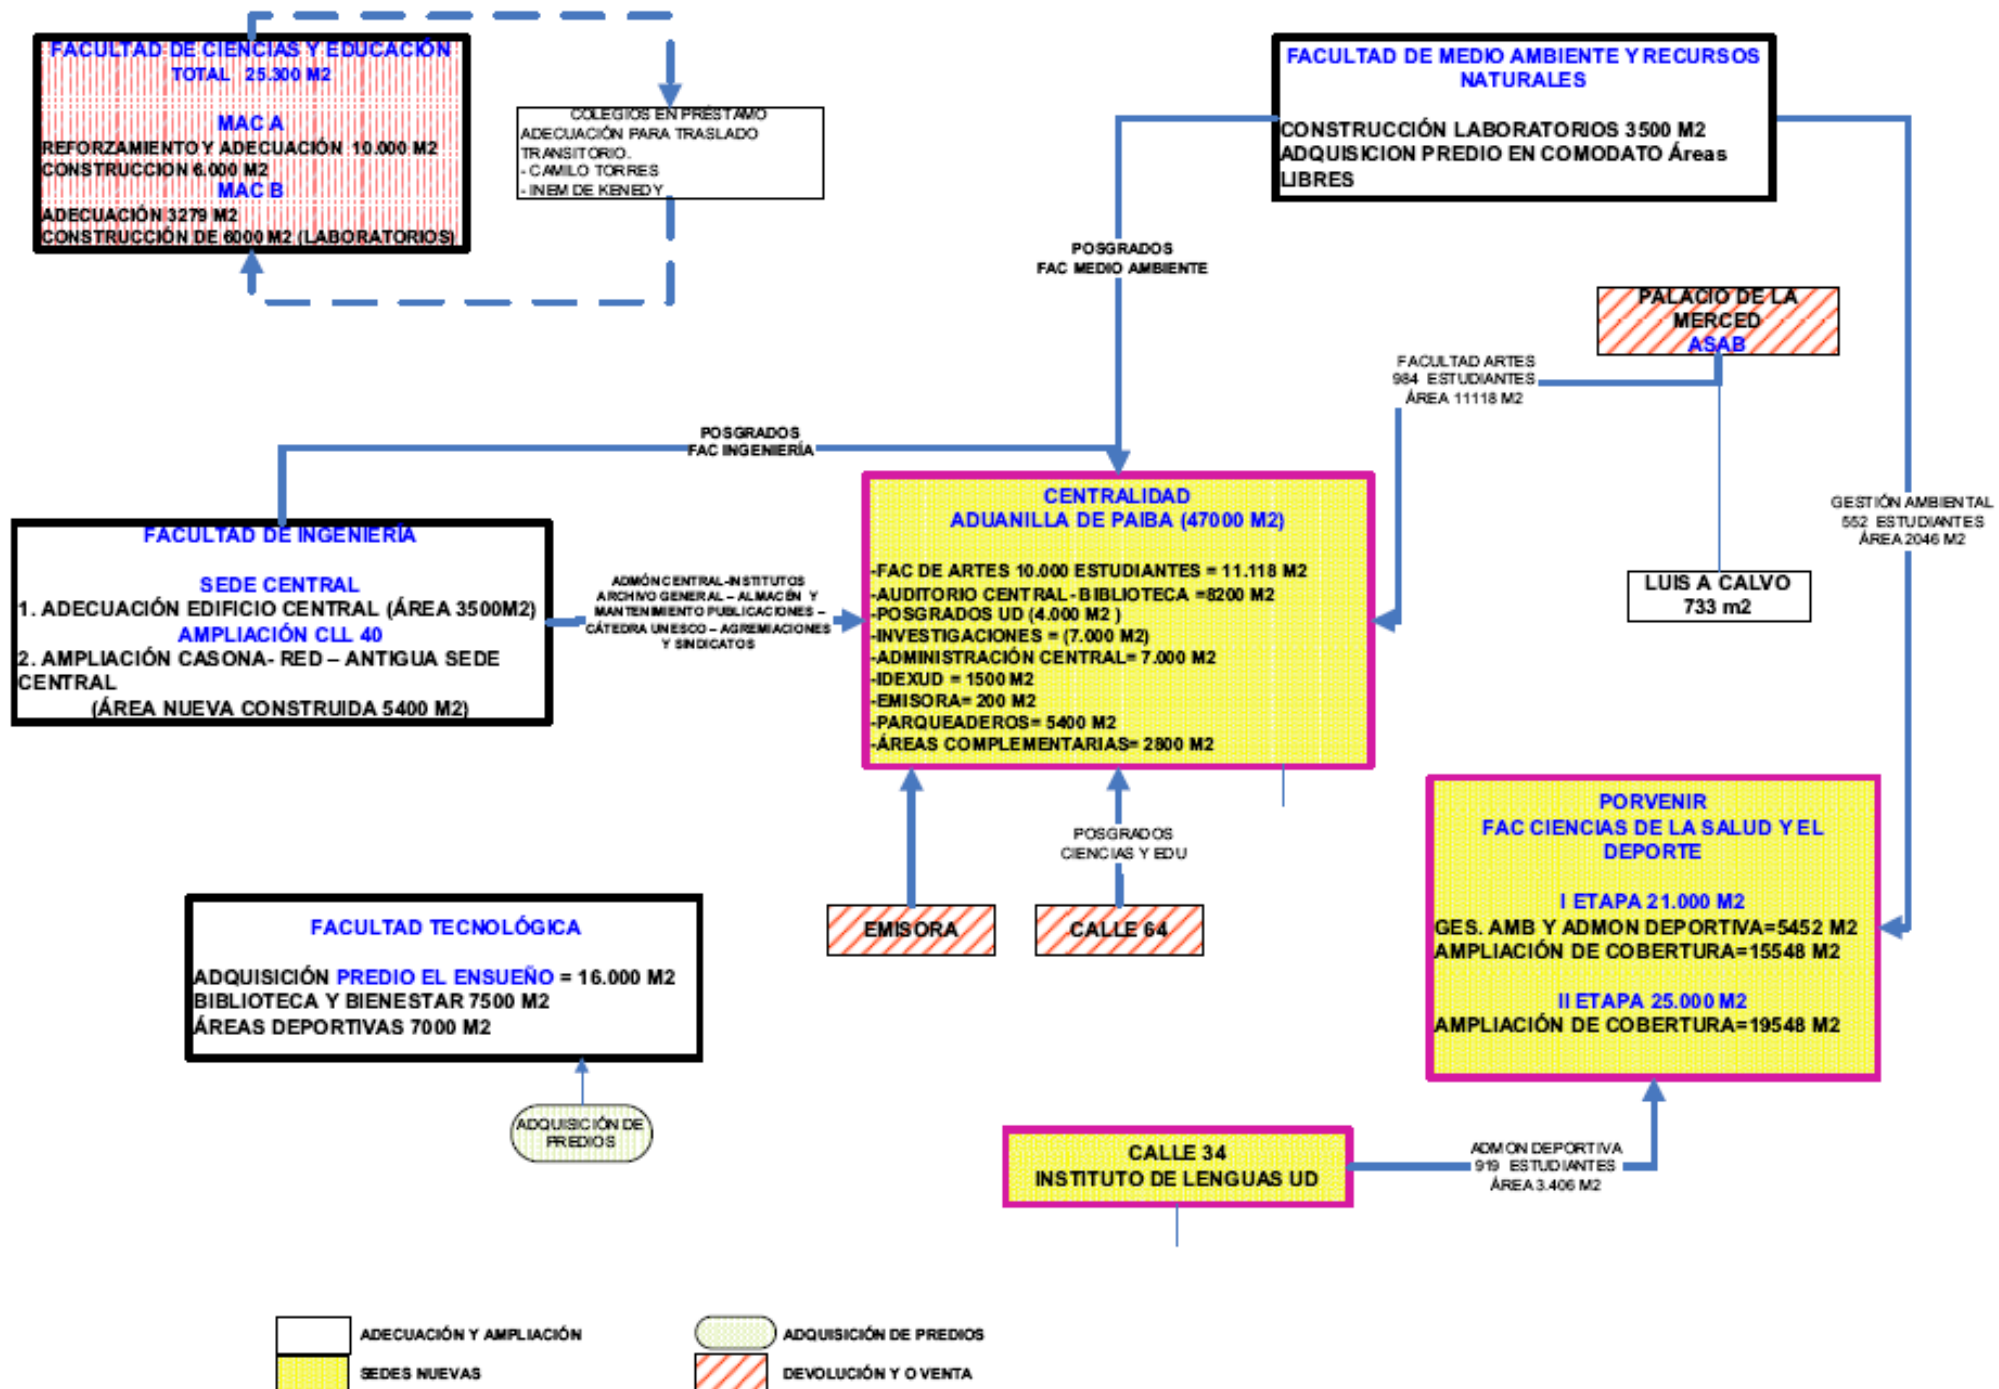 FACULTAD DE CIENCIAS Y EDUCACIÓN
TOTAL 25.300 M2
MAC A
REFORZAMIENTO Y ADECUACIÓN 10.000 M2
CONSTRUCCION 6.000 M2
MAC B
ADECUACIÓN 3279 M2
CONSTRUCCIÓN DE 6000 M2 (LABORATORIOS)
COLEGIOS EN PRÉSTAMO
ADECUACIÓN PARA TRASLADO
TRANSITORIO.
- CAMILO TORRES
- INEM DE KENEDY
FACULTAD DE MEDIO AMBIENTE Y RECURSOS
NATURALES
CONSTRUCCIÓN LABORATORIOS 3500 M2
ADQUISICION PREDIO EN COMODATO Áreas
LIBRES
POSGRADOS
FAC MEDIO AMBIENTE
PALACIO DE LA
MERCED
ASAB
FACULTAD ARTES
984 ESTUDIANTES
ÁREA 11118 M2
POSGRADOS
FAC INGENIERÍA
GESTIÓN AMBIENTAL
552 ESTUDIANTES
ÁREA 2046 M2
LUIS A CALVO
733 m2
FACULTAD DE INGENIERÍA
SEDE CENTRAL
1. ADECUACIÓN EDIFICIO CENTRAL (ÁREA 3500M2)
AMPLIACIÓN CLL 40
2. AMPLIACIÓN CASONA- RED – ANTIGUA SEDE
CENTRAL
(ÁREA NUEVA CONSTRUIDA 5400 M2)
ADMÓN CENTRAL-INSTITUTOS
ARCHIVO GENERAL – ALMACÉN Y
MANTENIMIENTO PUBLICACIONES –
CÁTEDRA UNESCO – AGREMIACIONES
Y SINDICATOS
CENTRALIDAD
ADUANILLA DE PAIBA (47000 M2)
-FAC DE ARTES 10.000 ESTUDIANTES = 11.118 M2
-AUDITORIO CENTRAL - BIBLIOTECA =8200 M2
-POSGRADOS UD (4.000 M2 )
-INVESTIGACIONES = (7.000 M2)
-ADMINISTRACIÓN CENTRAL= 7.000 M2
-IDEXUD = 1500 M2
-EMISORA= 200 M2
-PARQUEADEROS= 5400 M2
-ÁREAS COMPLEMENTARIAS= 2800 M2
POSGRADOS
CIENCIAS Y EDU
EMISORA
CALLE 64
PORVENIR
FAC CIENCIAS DE LA SALUD Y EL
DEPORTE
I ETAPA 21.000 M2
GES. AMB Y ADMON DEPORTIVA=5452 M2
AMPLIACIÓN DE COBERTURA=15548 M2
II ETAPA 25.000 M2
AMPLIACIÓN DE COBERTURA=19548 M2
FACULTAD TECNOLÓGICA
ADQUISICIÓN PREDIO EL ENSUEÑO = 16.000 M2
BIBLIOTECA Y BIENESTAR 7500 M2
ÁREAS DEPORTIVAS 7000 M2
ADQUISICIÓN DE
PREDIOS
CALLE 34
INSTITUTO DE LENGUAS UD
ADMON DEPORTIVA
919 ESTUDIANTES
ÁREA 3.406 M2
ADECUACIÓN Y AMPLIACIÓN
ADQUISICIÓN DE PREDIOS
SEDES NUEVAS
DEVOLUCIÓN Y O VENTA